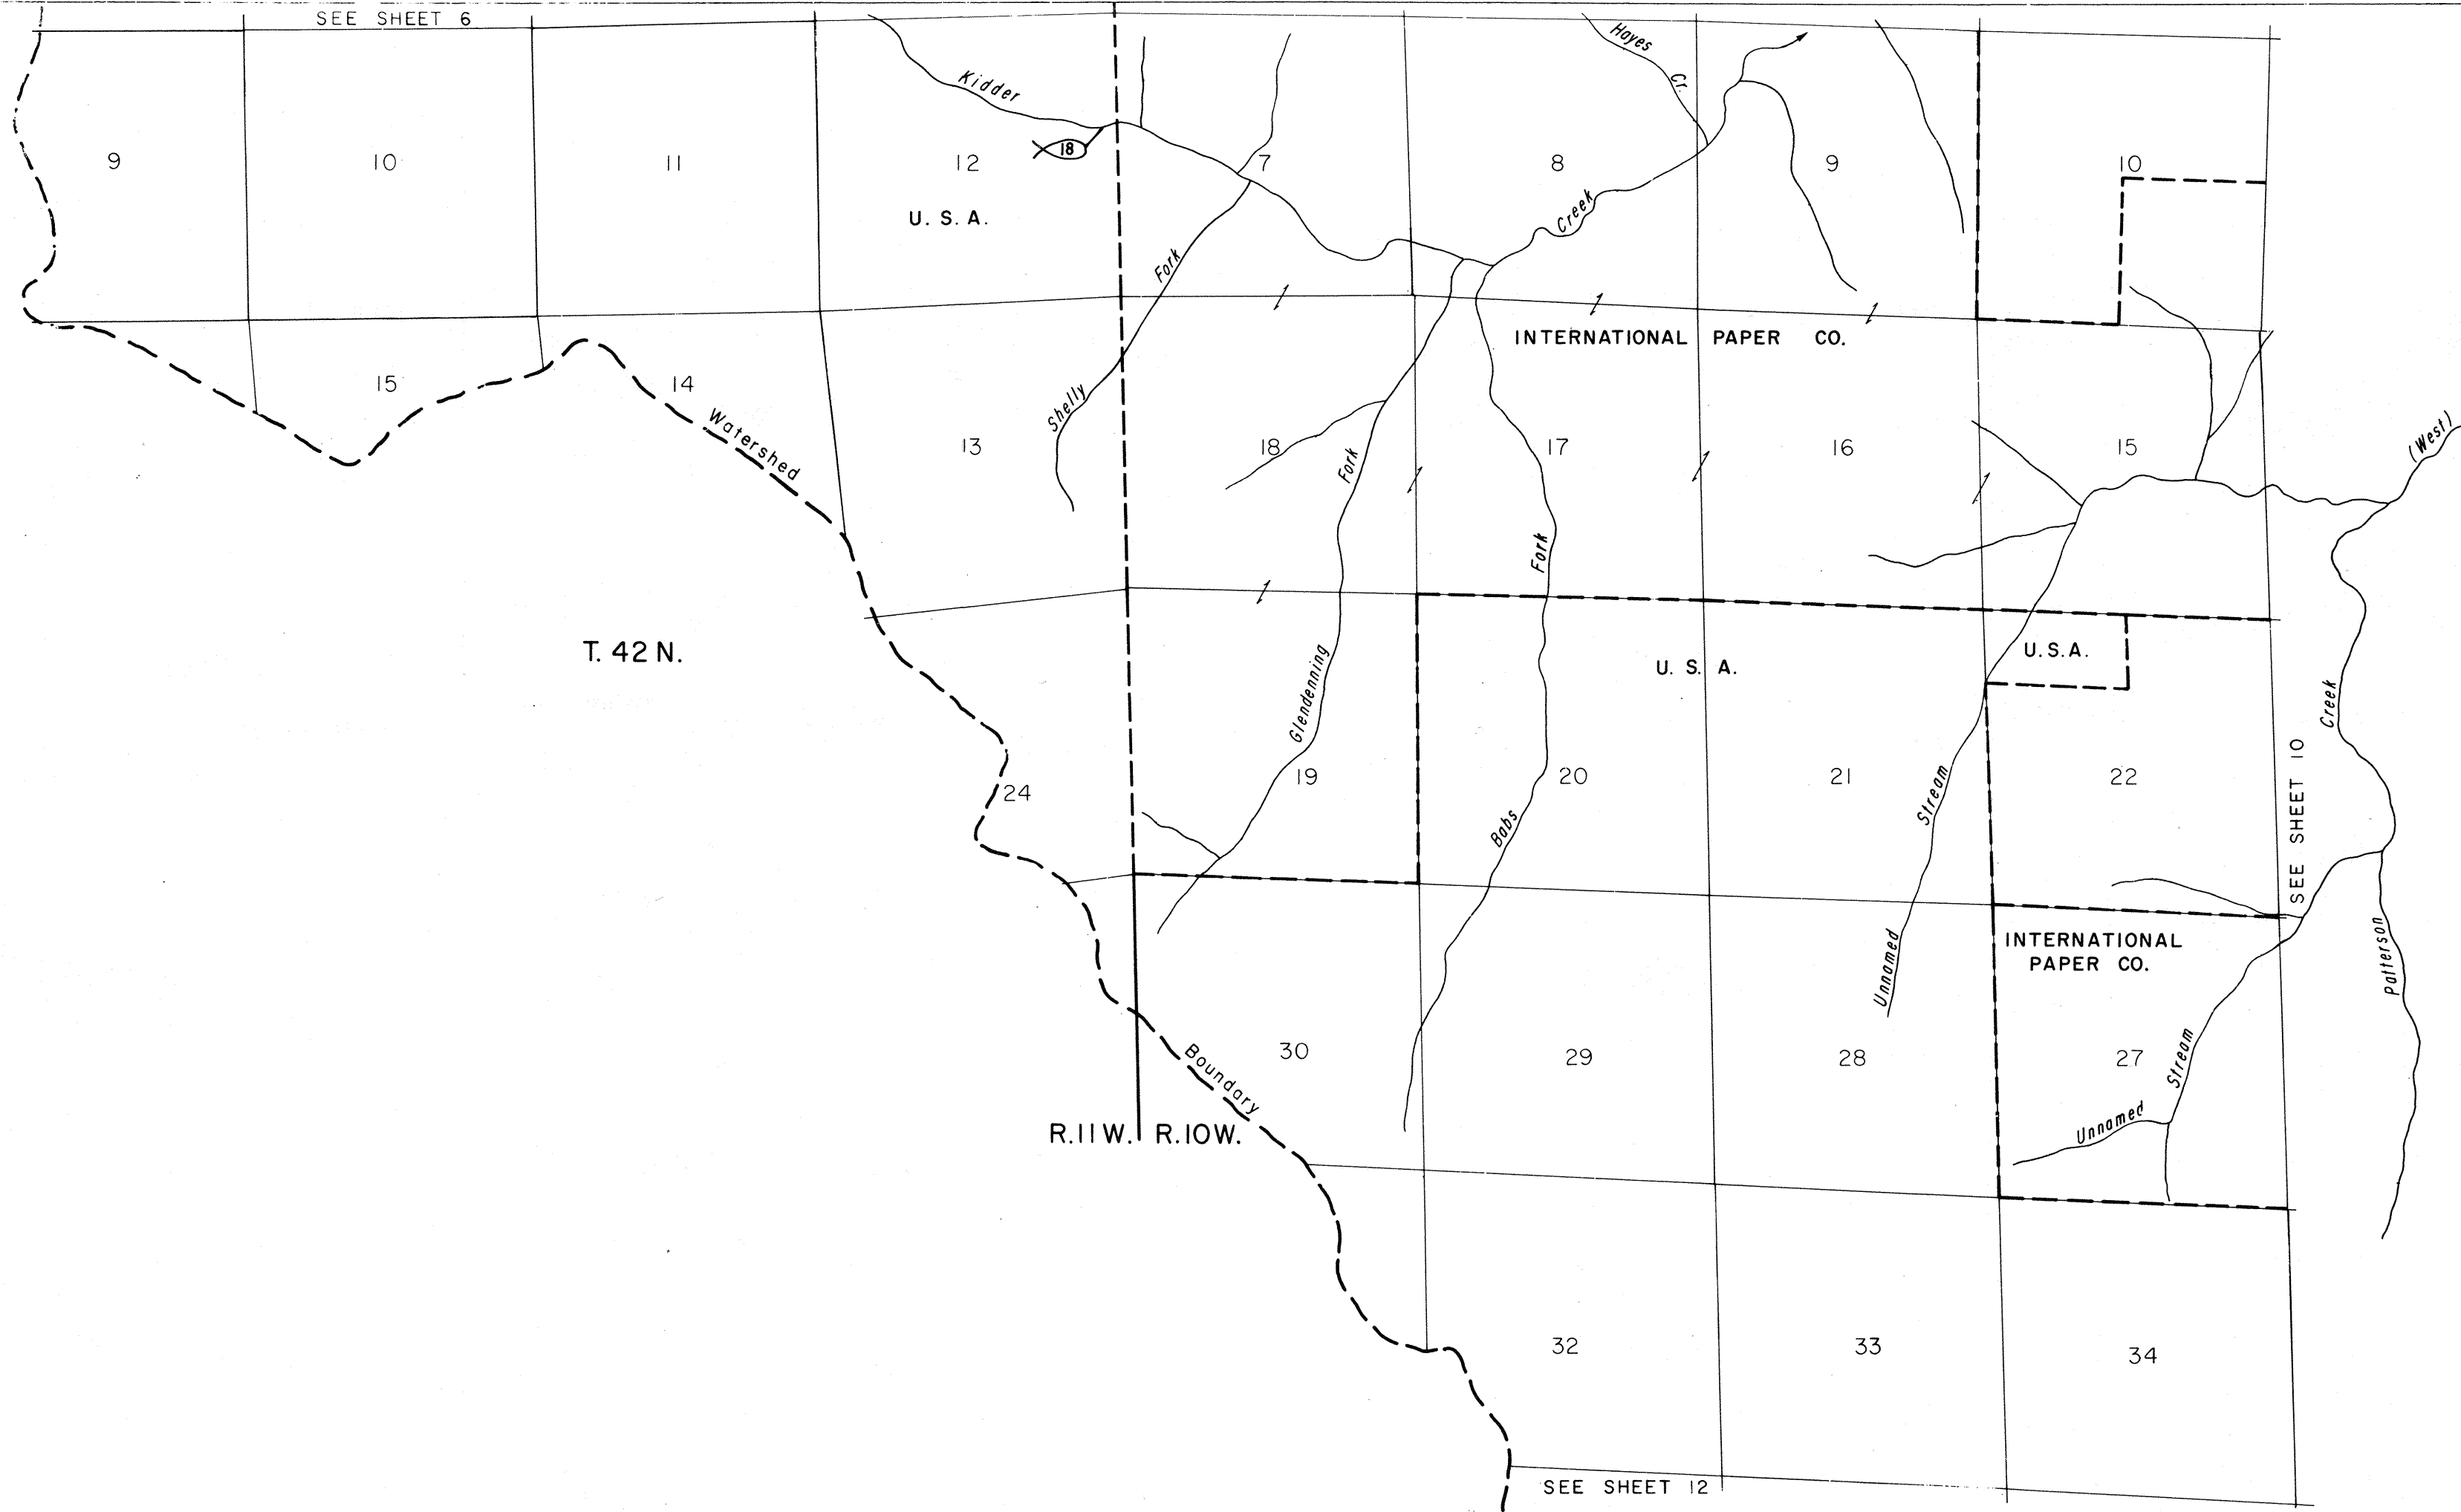 SEE SHEET 6
Kidder
Hayes
Cr.
18
9
10
11
12
7
8
9
10
U. S. A.
Creek
Fork
INTERNATIONAL PAPER CO.
15
14
Watershed
13
Shelly
18
Fork
17
16
15
(West)
Fork
T. 42 N.
Glendenning
U. S. A.
U. S. A.
Creek
24
19
20
21
22
SEE SHEET 10
Babs
Stream
Unnamed
INTERNATIONAL
PAPER CO.
Patterson
30
29
28
27
Stream
Boundary
Unnamed
R. 11 W.
R. 10 W.
32
33
34
SEE SHEET 12